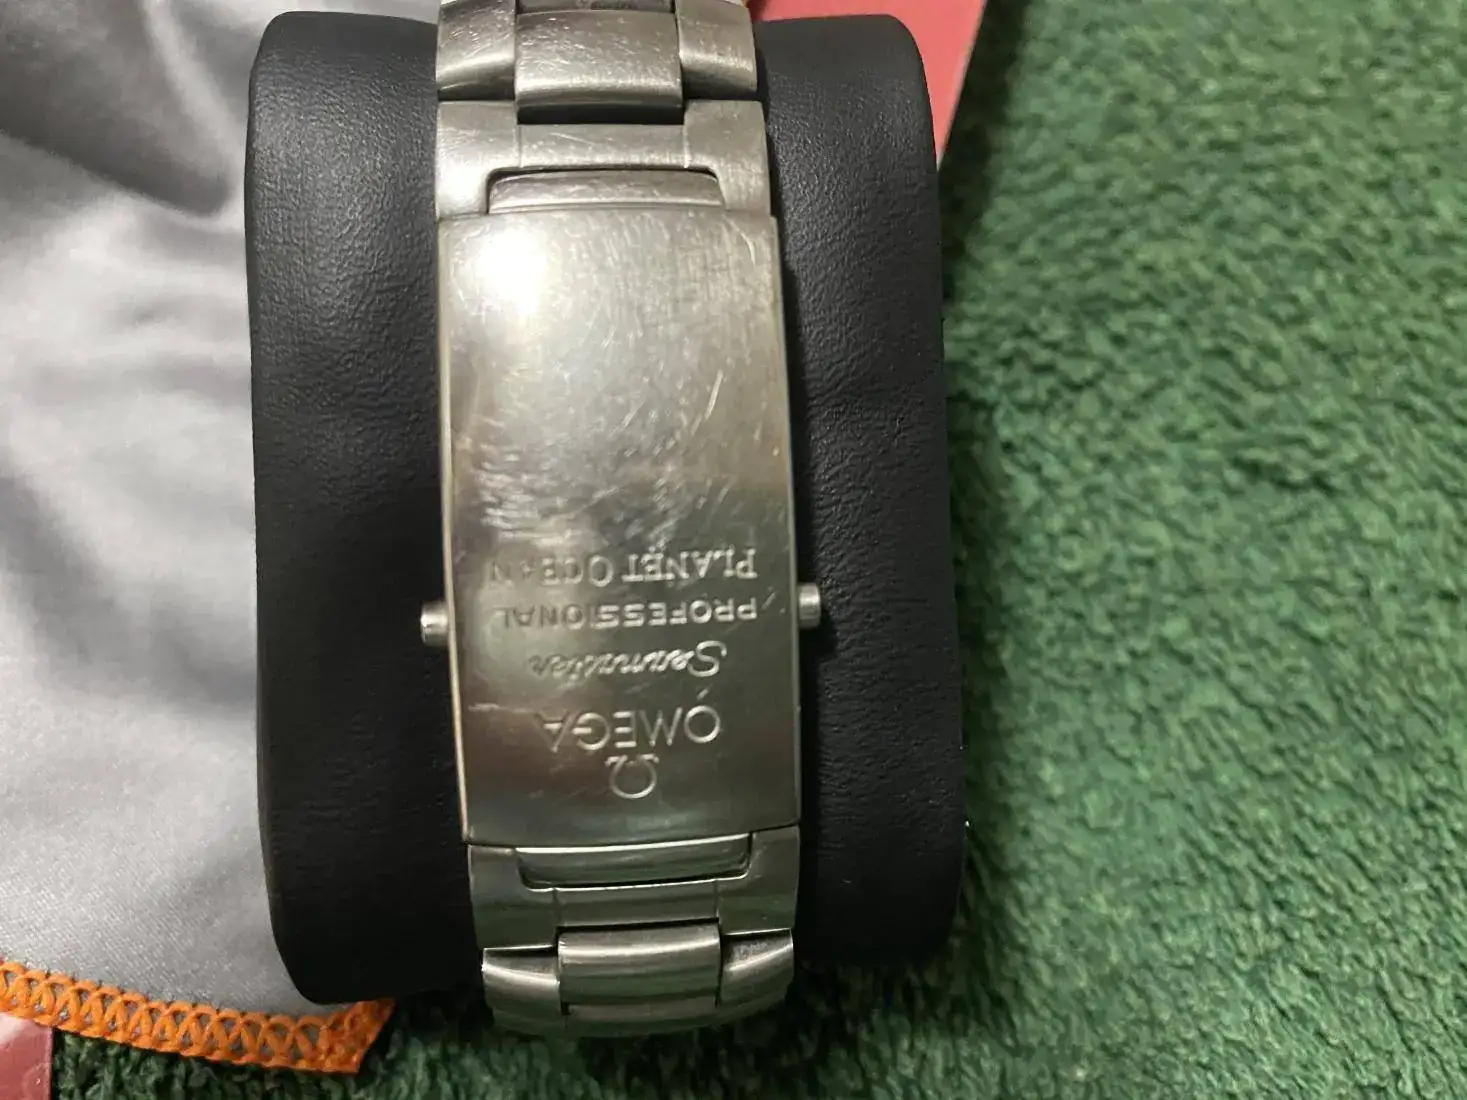 Ω
OMEGA
Seamaster
PROFESSIONAL
PLANET OCEAN